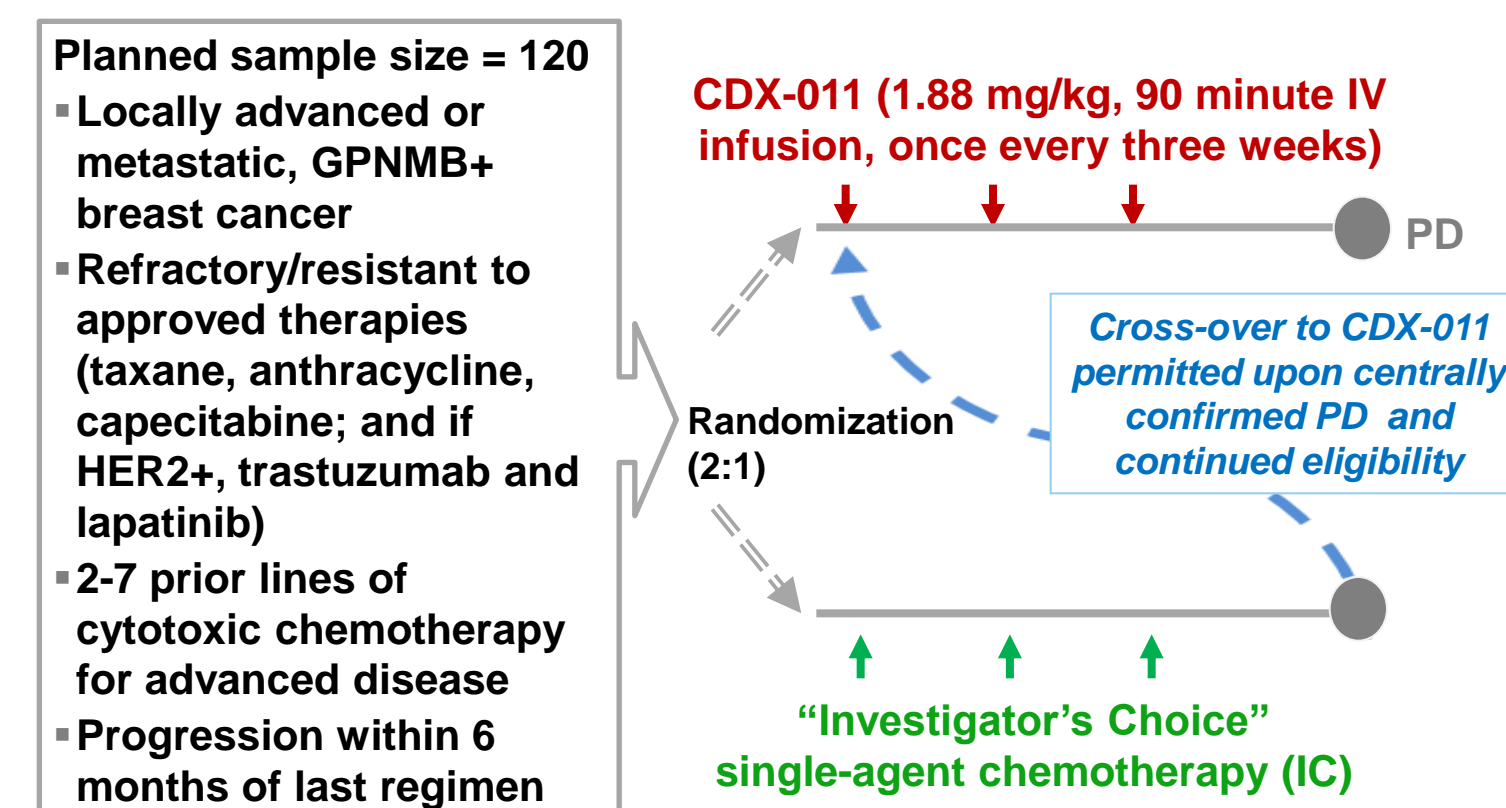 Planned sample size = 120
▪Locally advanced or
metastatic, GPNMB+
breast cancer
▪Refractory/resistant to
approved therapies
(taxane, anthracycline,
capecitabine; and if
HER2+, trastuzumab and
lapatinib)
▪2-7 prior lines of
cytotoxic chemotherapy
for advanced disease
▪Progression within 6
months of last regimen
Randomization
(2:1)
CDX-011 (1.88 mg/kg, 90 minute IV
infusion, once every three weeks)
PD
Cross-over to CDX-011
permitted upon centrally
confirmed PD and
continued eligibility
“Investigator’s Choice”
single-agent chemotherapy (IC)